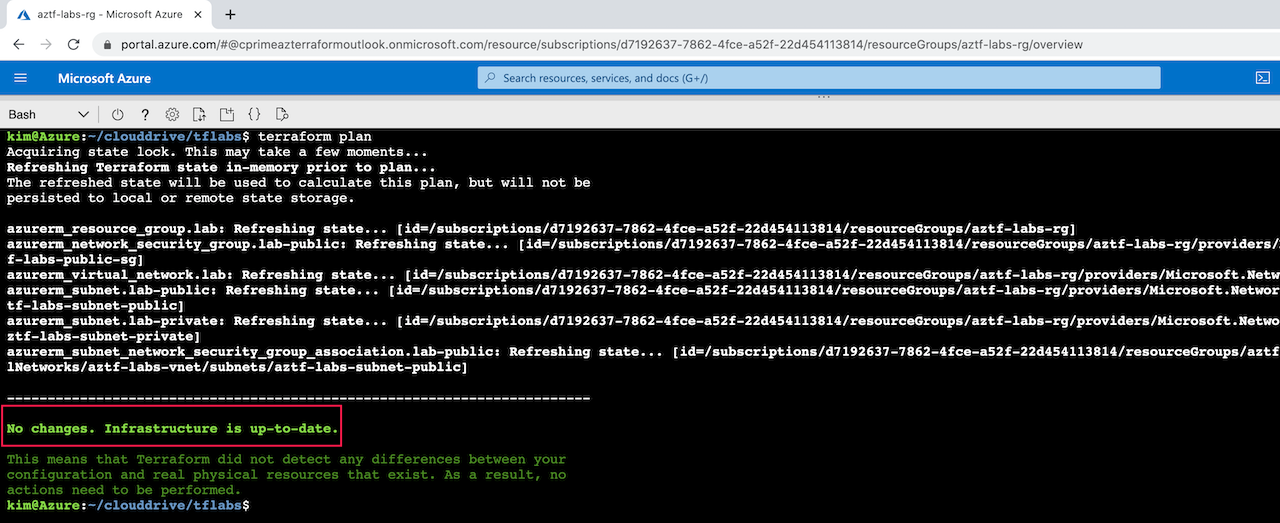 aztf-labs-rg - Microsoft Azure
portal.azure.com/#@cprimeazterraformoutlook.onmicrosoft.com/resource/subscriptions/d7192637-7862-4fce-a52f-22d454113814/resourceGroups/aztf-labs-rg/overview
Microsoft Azure
Search resources, services, and docs (G+/)
Bash
kim@Azure:~/clouddrive/tflabs$ terraform plan
Acquiring state lock. This may take a few moments...
Refreshing Terraform state in-memory prior to plan...
The refreshed state will be used to calculate this plan, but will not be
persisted to local or remote state storage.
azurerm_resource_group.lab: Refreshing state... [id=/subscriptions/d7192637-7862-4fce-a52f-22d454113814/resourceGroups/aztf-labs-rg]
azurerm_network_security_group.lab-public: Refreshing state... [id=/subscriptions/d7192637-7862-4fce-a52f-22d454113814/resourceGroups/aztf-labs-rg/providers/
f-labs-public-sg]
azurerm_virtual_network.lab: Refreshing state... [id=/subscriptions/d7192637-7862-4fce-a52f-22d454113814/resourceGroups/aztf-labs-rg/providers/Microsoft.Netw
azurerm_subnet.lab-public: Refreshing state... [id=/subscriptions/d7192637-7862-4fce-a52f-22d454113814/resourceGroups/aztf-labs-rg/providers/Microsoft.Networ
tf-labs-subnet-public]
azurerm_subnet.lab-private: Refreshing state... [id=/subscriptions/d7192637-7862-4fce-a52f-22d454113814/resourceGroups/aztf-labs-rg/providers/Microsoft.Netwo
ztf-labs-subnet-private]
azurerm_subnet_network_security_group_association.lab-public: Refreshing state... [id=/subscriptions/d7192637-7862-4fce-a52f-22d454113814/resourceGroups/aztf
lNetworks/aztf-labs-vnet/subnets/aztf-labs-subnet-public]
------------------------------------------------------------------------
No changes. Infrastructure is up-to-date.
This means that Terraform did not detect any differences between your
configuration and real physical resources that exist. As a result, no
actions need to be performed.
kim@Azure:~/clouddrive/tflabs$